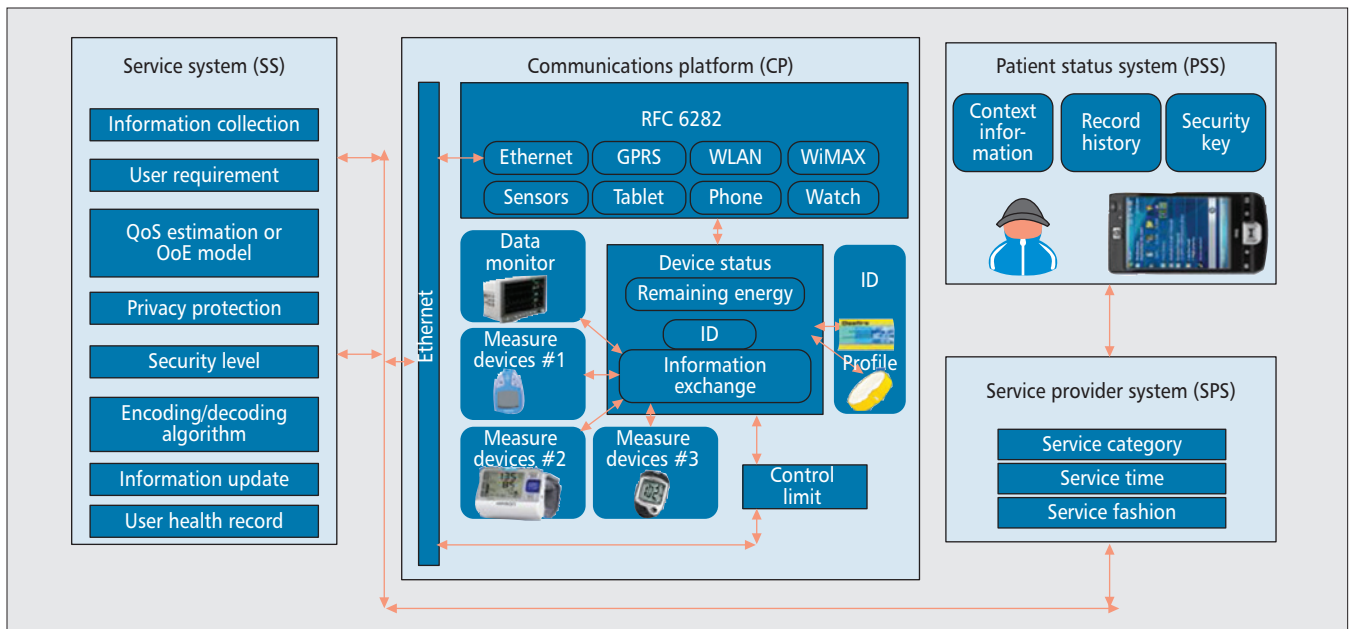 Service system (SS)
Information collection
User requirement
QoS estimation or
OoE model
Privacy protection
Security level
Encoding/decoding
algorithm
Information update
User health record
Communications platform (CP)
Ethernet
RFC 6282
Ethernet
GPRS
WLAN
WiMAX
Sensors
Tablet
Phone
Watch
Data
monitor
Measure
devices #1
Measure
devices #2
Measure
devices #3
Device status
Remaining energy
ID
Information
exchange
ID
Profile
Control
limit
Patient status system (PSS)
Context
infor-
mation
Record
history
Security
key
Service provider system (SPS)
Service category
Service time
Service fashion